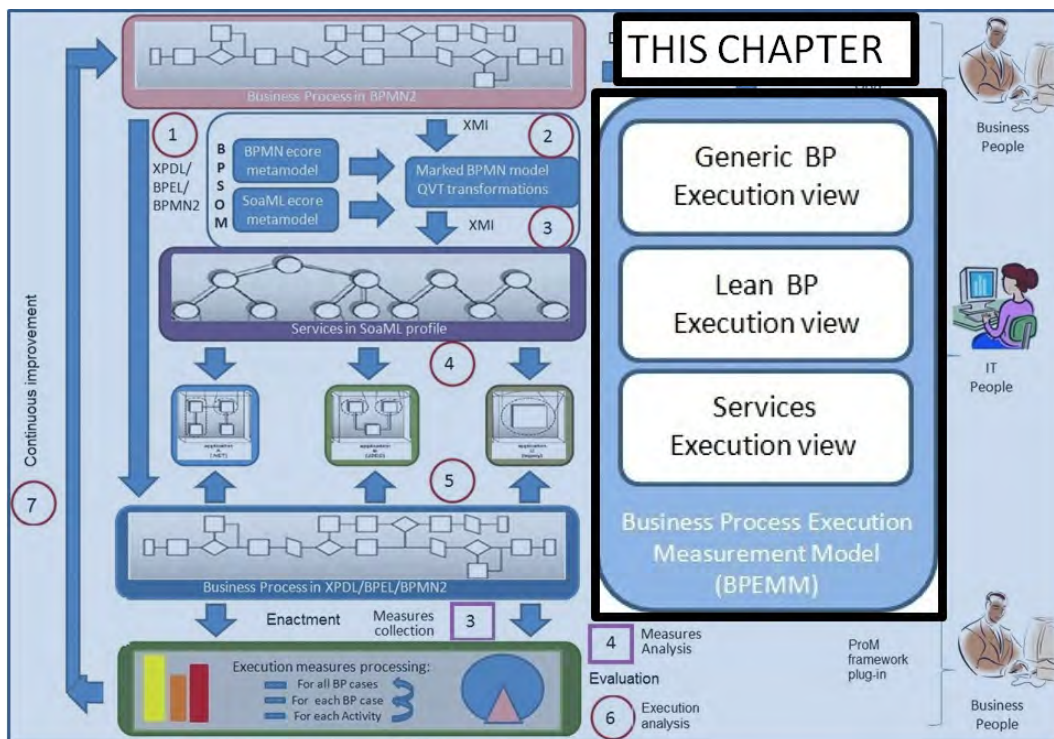 THIS CHAPTER
Business Process in BPMN2
Business
People
1
XPDL/
BPEL/
BPMN2
XMI
2
B
P
S
O
M
BPMN ecore
metamodel
Marked BPMN model
QVT transformations
SoaML ecore
metamodel
XMI
3
Services in SoaML profile
4
5
Continuous improvement
7
Generic BP
Execution view
Lean BP
Execution view
Services
Execution view
Business Process Execution
Measurement Model
(BPEMM)
IT
People
Business Process in XPDL/BPEL/BPMN2
Enactment
Measures
collection
3
4
Measures
Analysis
ProM
framework
plug-in
Evaluation
6
Execution
analysis
Execution measures processing:
For all BP cases
For each BP case
For each Activity
Business
People